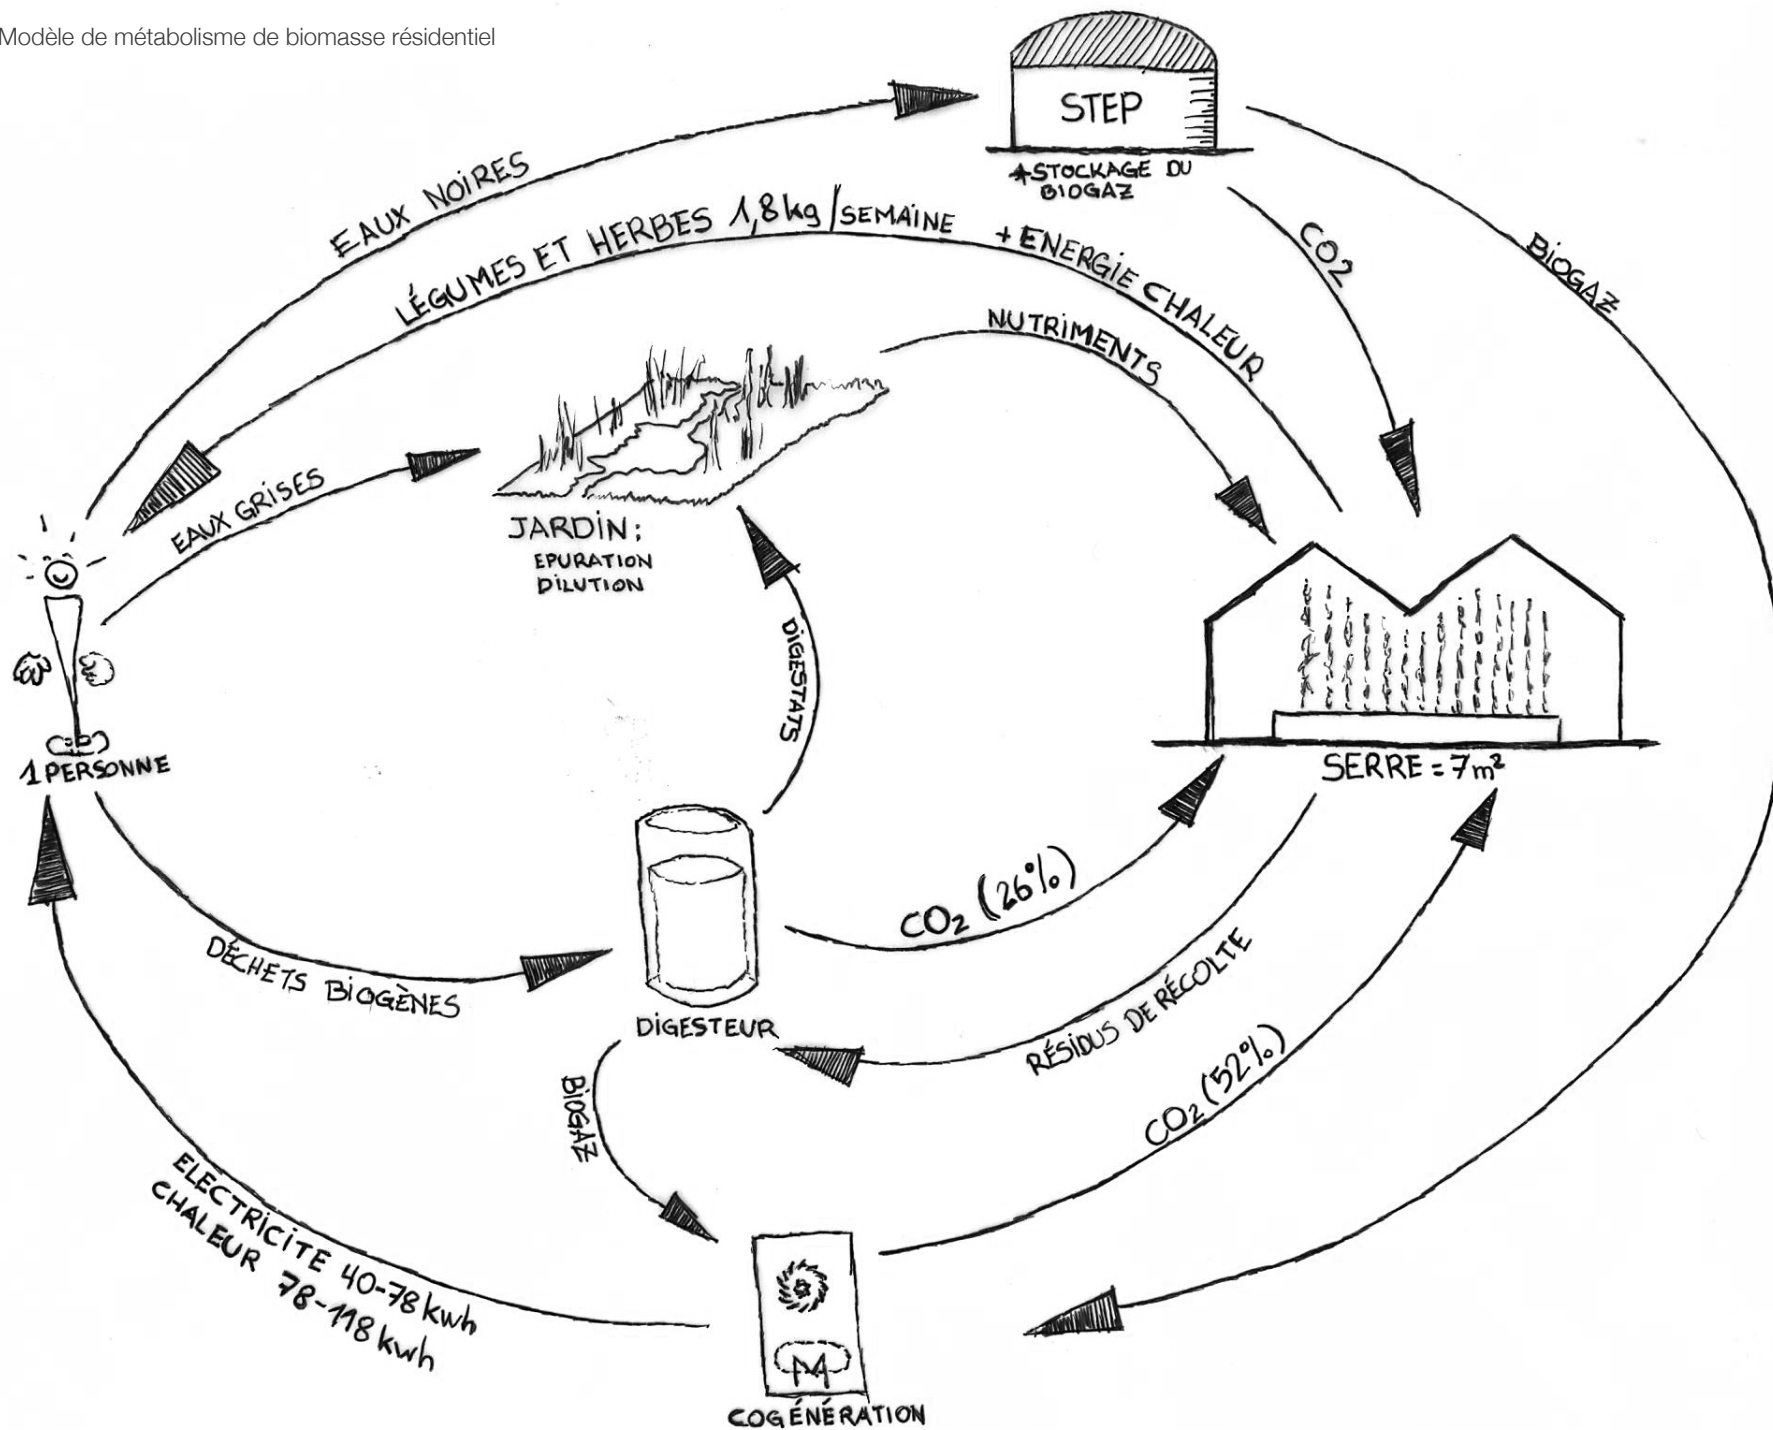 Modèle de métabolisme de biomasse résidentiel
STEP
+STOCKAGE DU
BIOGAZ
EAUX NOIRES
LÉGUMES ET HERBES 1,8kg/SEMAINE + ENERGIE CHALEUR
CO2
BIOGAZ
NUTRIMENTS
EAUX GRISES
JARDIN:
EPURATION
DILUTION
DIGESTATS
1 PERSONNE
SERRE = 7m²
CO₂ (26%)
DÉCHETS BIOGÈNES
DIGESTEUR
RÉSIDUS DE RÉCOLTE
CO₂ (52%)
BIOGAZ
ELECTRICITE 40-78 kwh
CHALEUR 78-118 kwh
M
COGÉNÉRATION